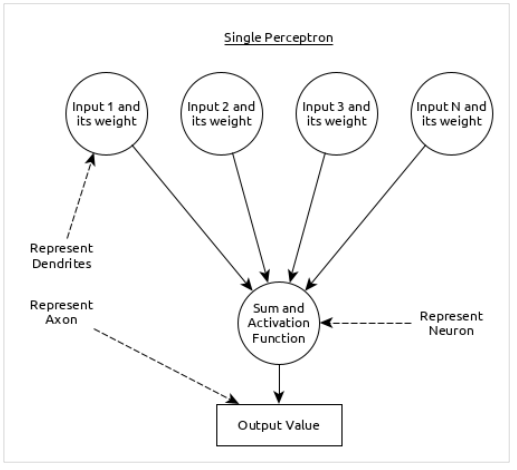 Single Perceptron
Input 1 and
its weight
Input 2 and
its weight
Input 3 and
its weight
Input N and
its weight
Represent
Dendrites
Represent
Axon
Sum and
Activation
Function
Represent
Neuron
Output Value